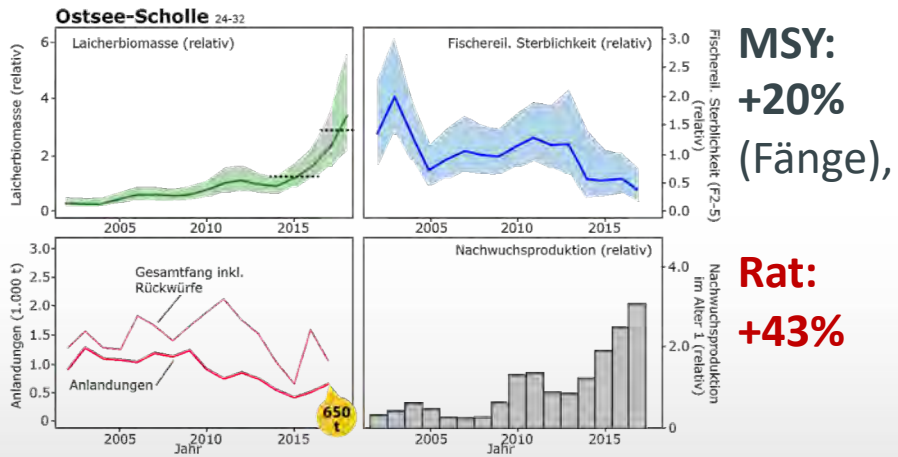 Ostsee-Scholle 24-32
Laicherbiomasse (relativ)
Laicherbiomasse (relativ)
6
4
2
0
2005
2010
2015
Fischereil. Sterblichkeit (relativ)
3.0
2.5
2.0
1.5
1.0
0.5
0.0
Fischereil. Sterblichkeit (F2-5)
(relativ)
2005
2010
2015
MSY:
+20%
(Fänge),
Anlandungen (1.000 t)
3.0
2.5
2.0
1.5
1.0
0.5
0
Gesamtfang inkl.
Rückwürfe
Anlandungen
650
t
2005
2010
2015
Jahr
Nachwuchsproduktion (relativ)
4.0
2.0
0
Nachwuchsproduktion
im Alter 1 (relativ)
2005
2010
2015
Jahr
Rat:
+43%